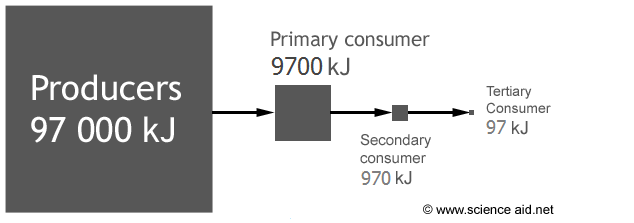 Producers
97 000 kJ
Primary consumer
9700 kJ
Secondary
consumer
970 kJ
Tertiary
Consumer
97 kJ
© www.science aid.net